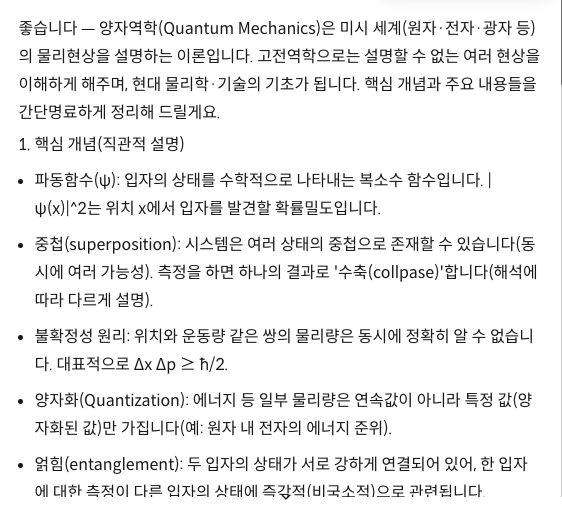 좋습니다 — 양자역학(Quantum Mechanics)은 미시 세계(원자·전자·광자 등)
의 물리현상을 설명하는 이론입니다. 고전역학으로는 설명할 수 없는 여러 현상을
이해하게 해주며, 현대 물리학·기술의 기초가 됩니다. 핵심 개념과 주요 내용들을
간단명료하게 정리해 드릴게요.
1. 핵심 개념(직관적 설명)
• 파동함수(ψ): 입자의 상태를 수학적으로 나타내는 복소수 함수입니다. |
ψ(x)|^2는 위치 x에서 입자를 발견할 확률밀도입니다.
• 중첩(superposition): 시스템은 여러 상태의 중첩으로 존재할 수 있습니다(동
시에 여러 가능성). 측정을 하면 하나의 결과로 '수축(collpase)'합니다(해석에
따라 다르게 설명).
• 불확정성 원리: 위치와 운동량 같은 쌍의 물리량은 동시에 정확히 알 수 없습니
다. 대표적으로 Δx Δp ≥ ħ/2.
• 양자화(Quantization): 에너지 등 일부 물리량은 연속값이 아니라 특정 값(양
자화된 값)만 가집니다(예: 원자 내 전자의 에너지 준위).
• 얽힘(entanglement): 두 입자의 상태가 서로 강하게 연결되어 있어, 한 입자
에 대한 측정이 다른 입자의 상태에 즉각적(비국소적)으로 관련됩니다.